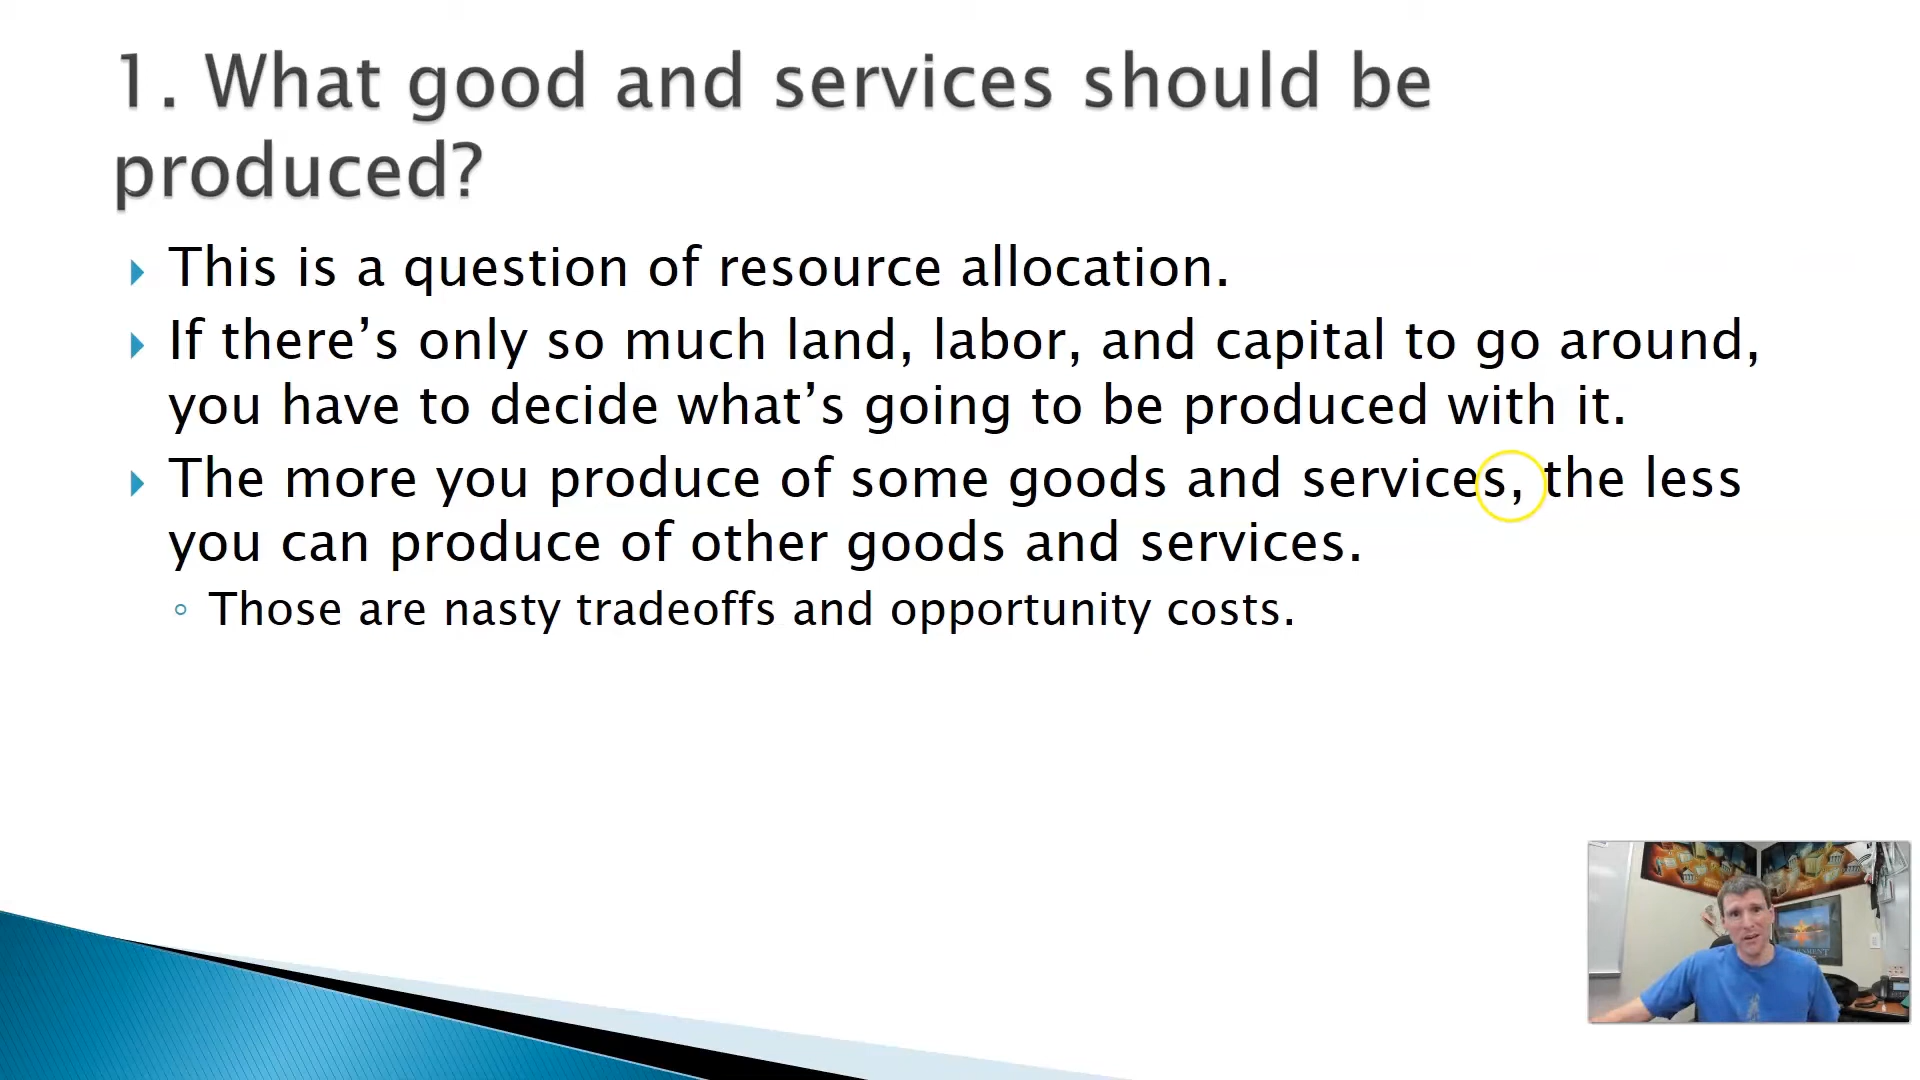 1. What good and services should be
produced?
This is a question of resource allocation.
If there’s only so much land, labor, and capital to go around,
you have to decide what’s going to be produced with it.
The more you produce of some goods and services, the less
you can produce of other goods and services.
Those are nasty tradeoffs and opportunity costs.